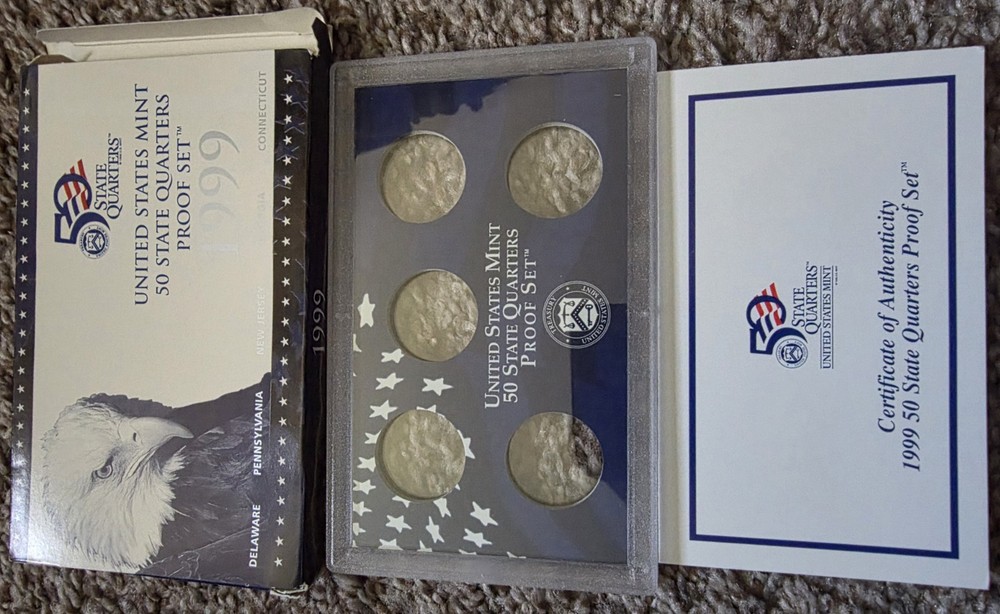 50
STATE
QUARTERS™
UNITED STATES MINT
50 STATE QUARTERS
PROOF SET™
1999
DELAWARE
PENNSYLVANIA
NEW JERSEY
CONNECTICUT
1999
UNITED STATES MINT
50 STATE QUARTERS
PROOF SET™
TREASURY
UNITED STATES MINT
50
STATE
QUARTERS
UNITED STATES MINT
Certificate of Authenticity
1999 50 State Quarters Proof Set™